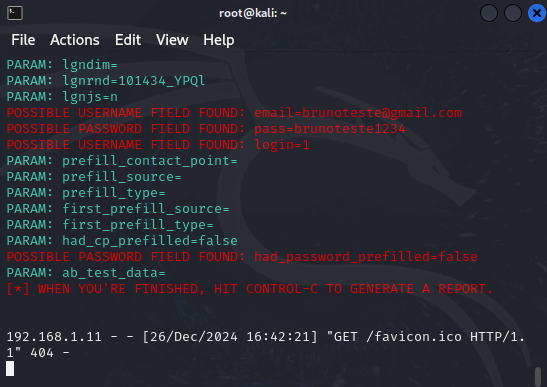 root@kali: ~
File Actions Edit View Help
PARAM: lgndim=
PARAM: lgnrnd=101434_YPQl
PARAM: lgnjs=n
POSSIBLE USERNAME FIELD FOUND: email=brunoteste@gmail.com
POSSIBLE PASSWORD FIELD FOUND: pass=brunoteste1234
POSSIBLE USERNAME FIELD FOUND: login=1
PARAM: prefill_contact_point=
PARAM: prefill_source=
PARAM: prefill_type=
PARAM: first_prefill_source=
PARAM: first_prefill_type=
PARAM: had_cp_prefilled=false
POSSIBLE PASSWORD FIELD FOUND: had_password_prefilled=false
PARAM: ab_test_data=
[*] WHEN YOU'RE FINISHED, HIT CONTROL-C TO GENERATE A REPORT.
192.168.1.11 - - [26/Dec/2024 16:42:21] "GET /favicon.ico HTTP/1.
1" 404 -